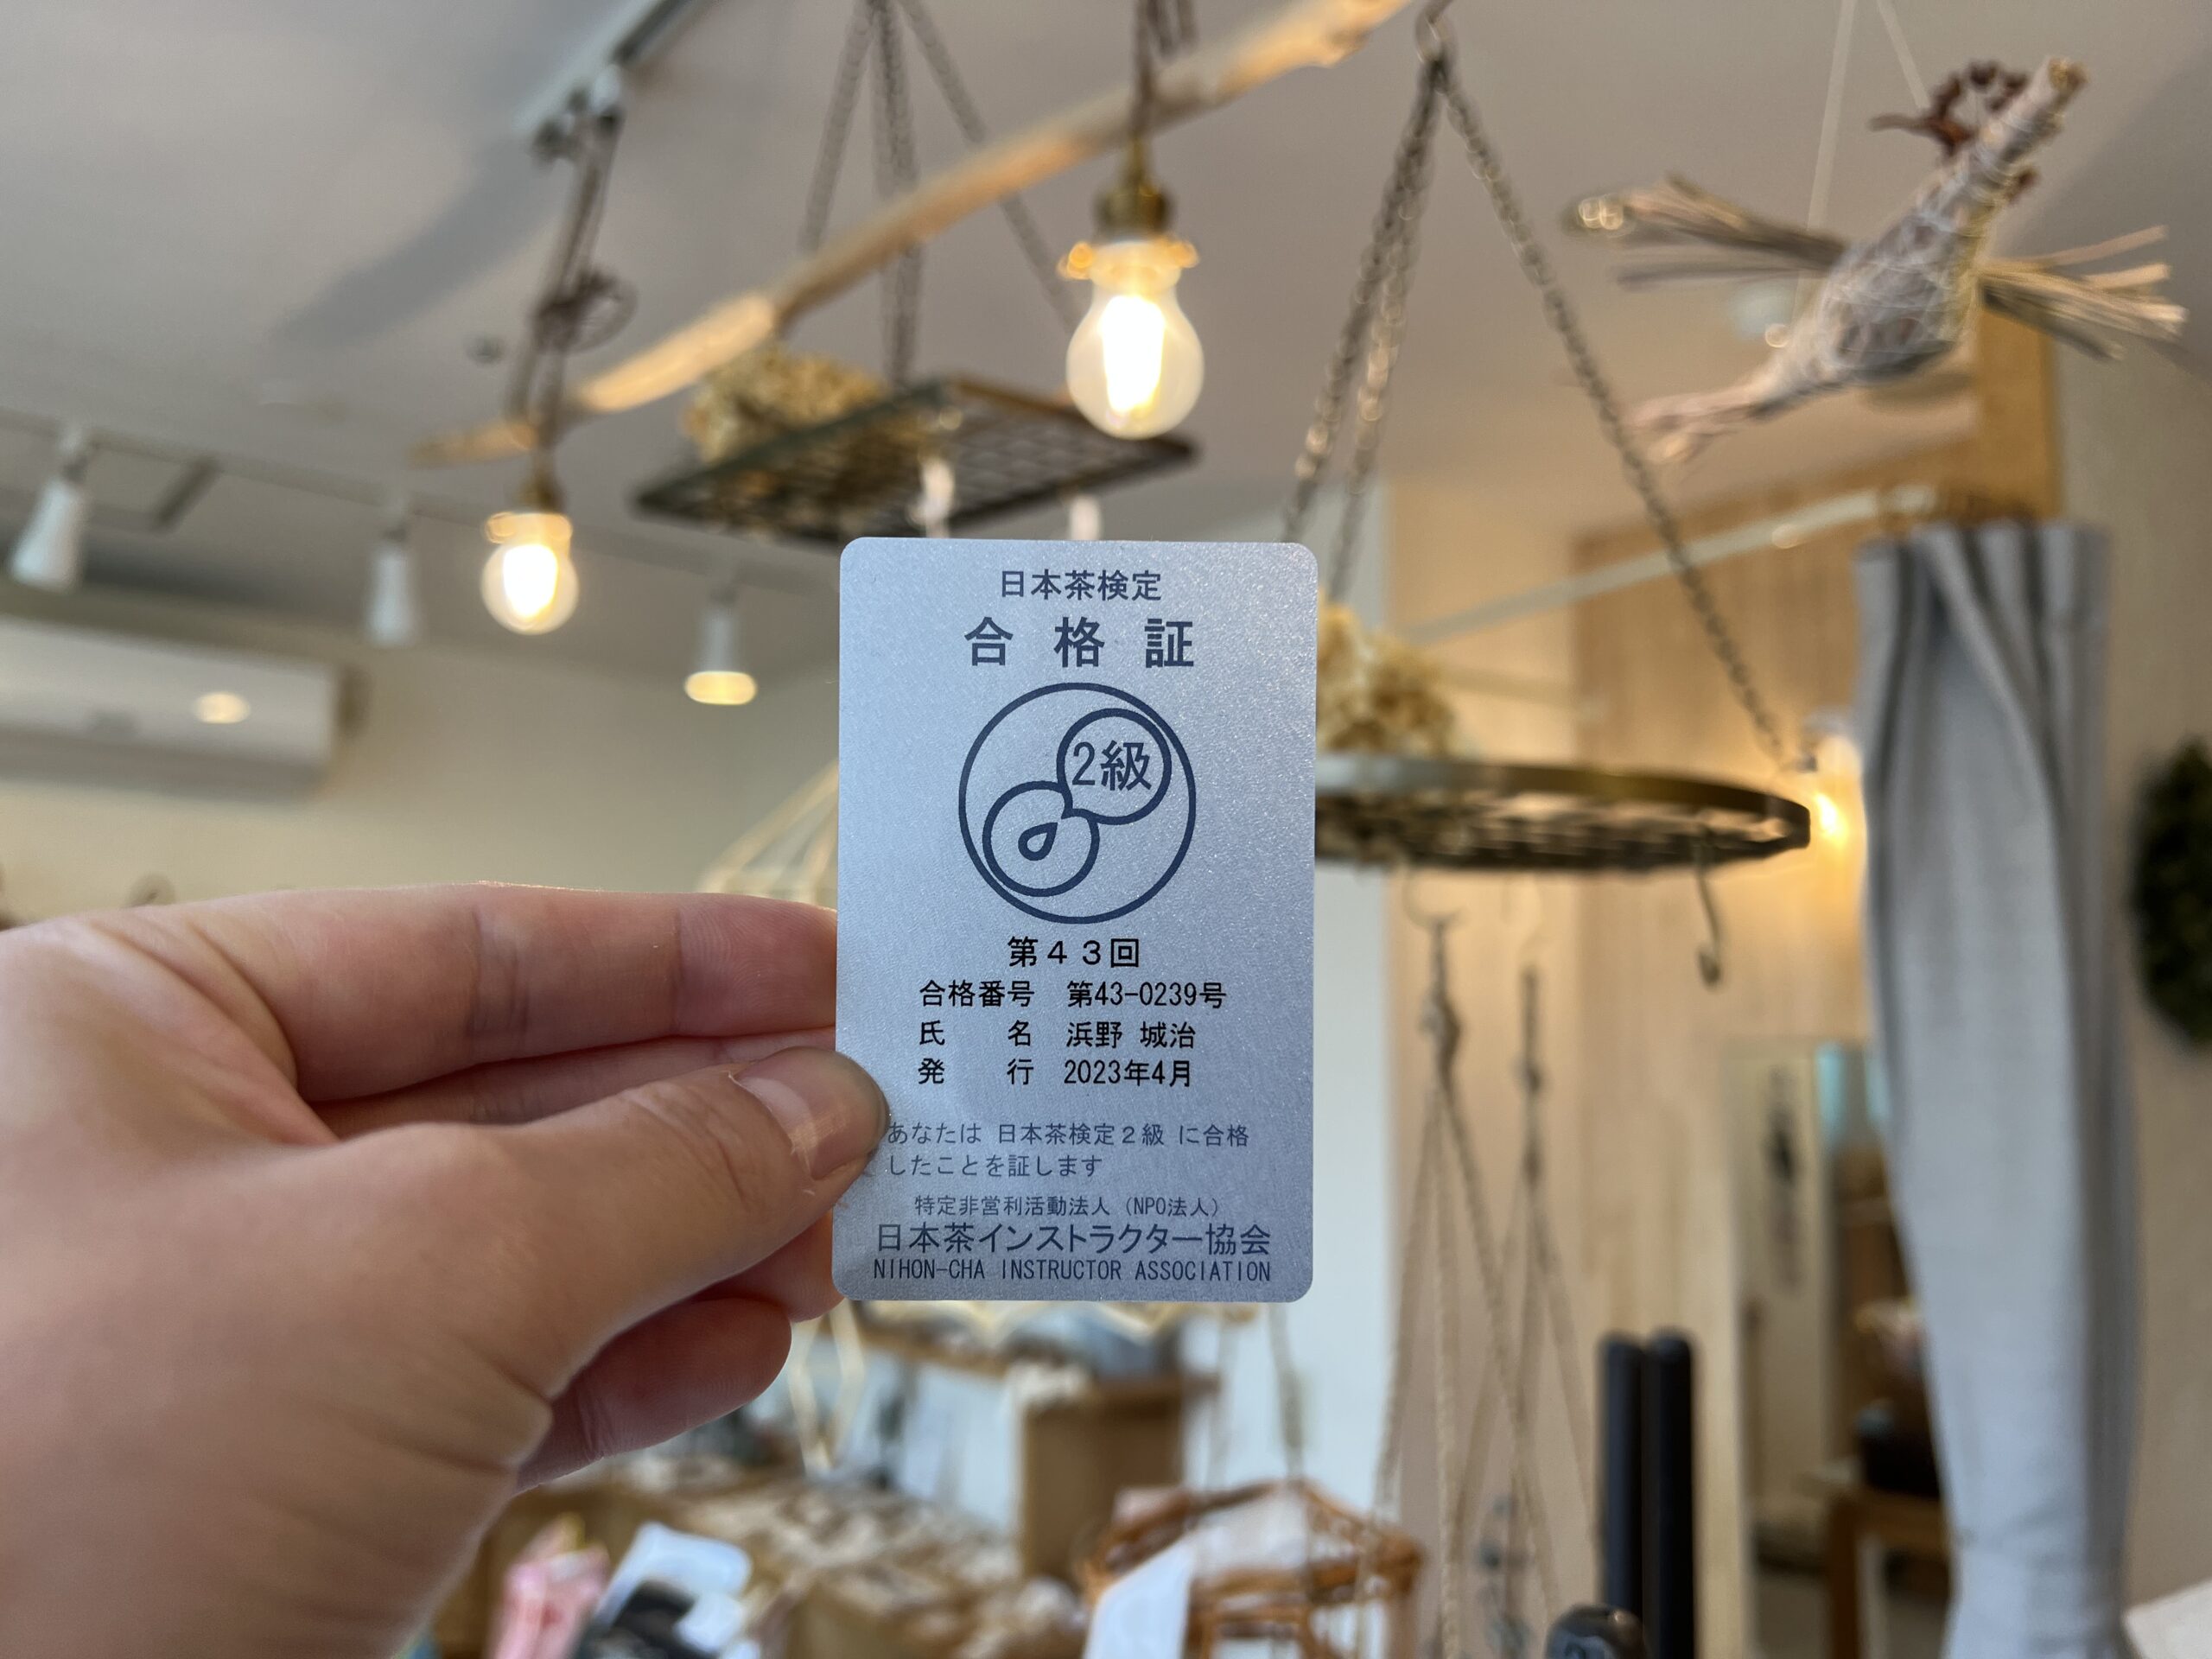 日本茶検定
合格証
2級
第４３回
合格番号　第43-0239号
氏　　名　浜野 城治
発　　行　2023年4月
あなたは 日本茶検定２級 に合格
したことを証します
特定非営利活動法人（NPO法人）
日本茶インストラクター協会
NIHON-CHA INSTRUCTOR ASSOCIATION